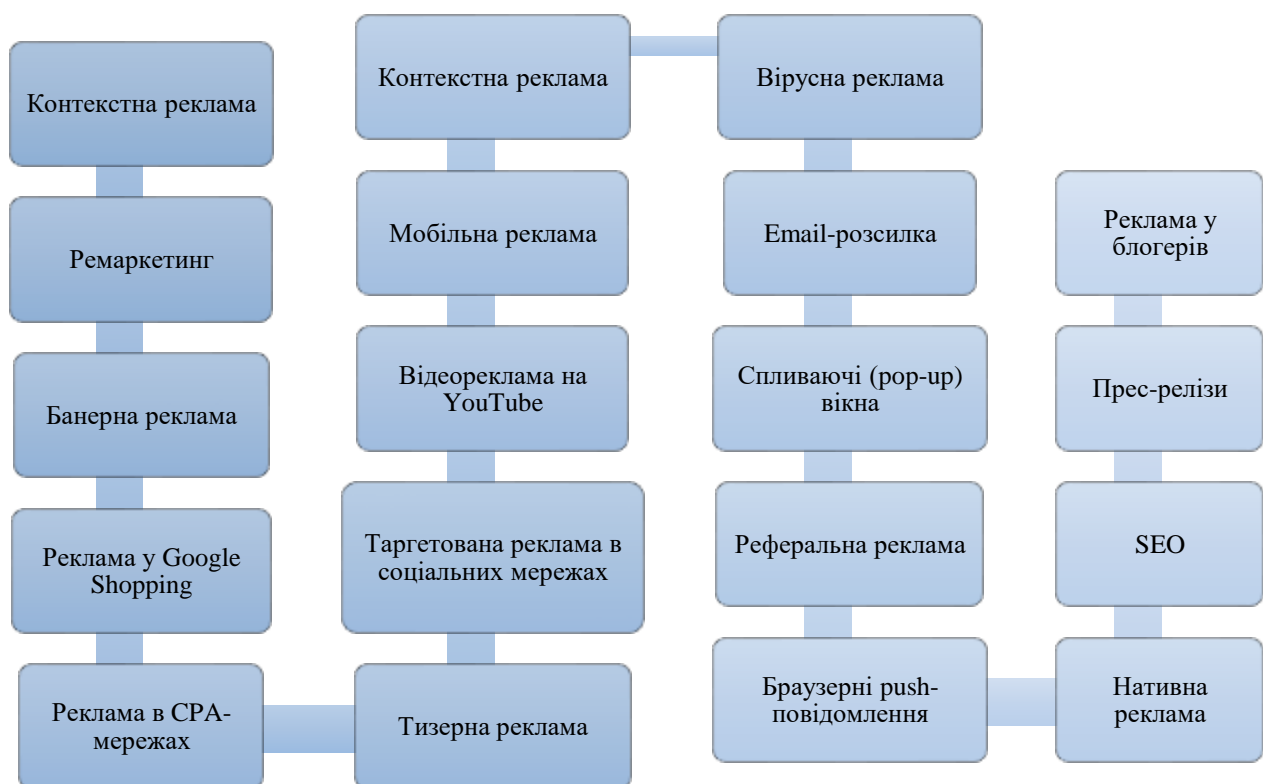 Контекстна реклама
Ремаркетинг
Банерна реклама
Реклама у Google
Shopping
Реклама в CPA-
мережах
Тизерна реклама
Таргетована реклама в
соціальних мережах
Відеореклама на
YouTube
Мобільна реклама
Контекстна реклама
Вірусна реклама
Email-розсилка
Спливаючі (pop-up)
вікна
Реферальна реклама
Браузерні push-
повідомлення
Нативна
реклама
SEO
Прес-релізи
Реклама у
блогерів